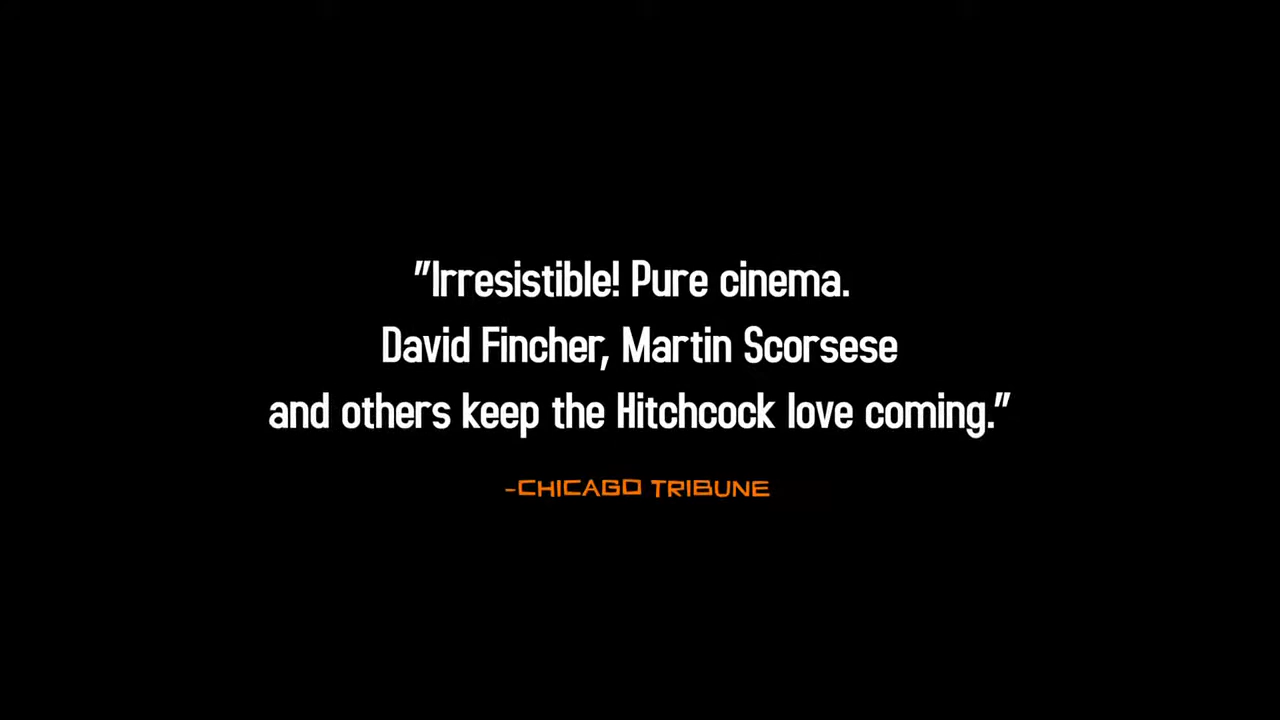 "Irresistible! Pure cinema.
David Fincher, Martin Scorsese
and others keep the Hitchcock love coming."
-CHICAGO TRIBUNE